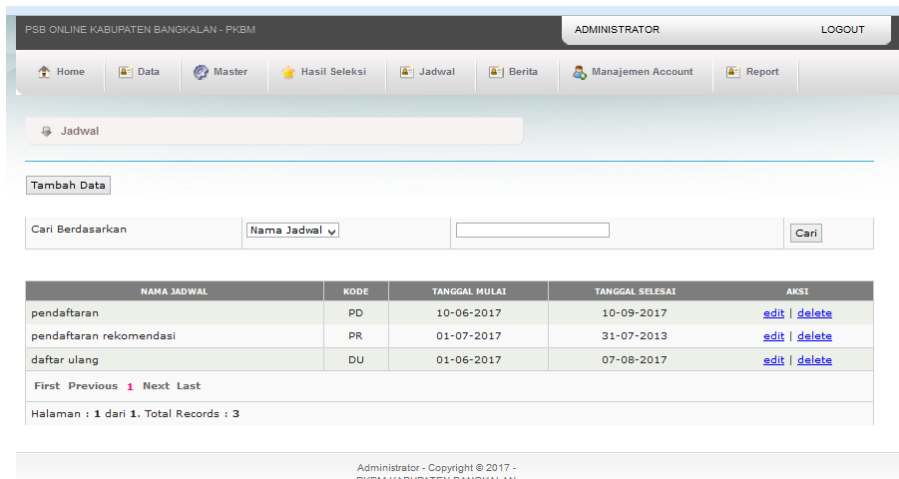 PSB ONLINE KABUPATEN BANGKALAN - PKBM ADMINISTRATOR LOGOUT
Home Data Master Hasil Seleksi Jadwal Berita Manajemen Account Report
Jadwal
Tambah Data
Cari Berdasarkan Nama Jadwal Cari
NAMA JADWAL KODE TANGGAL MULAI TANGGAL SELESAI AKSI
pendaftaran PD 10-06-2017 10-09-2017 edit | delete
pendaftaran rekomendasi PR 01-07-2017 31-07-2013 edit | delete
daftar ulang DU 01-06-2017 07-08-2017 edit | delete
First Previous 1 Next Last
Halaman : 1 dari 1. Total Records : 3
Administrator - Copyright © 2017 -
PKBM KABUPATEN BANGKALAN